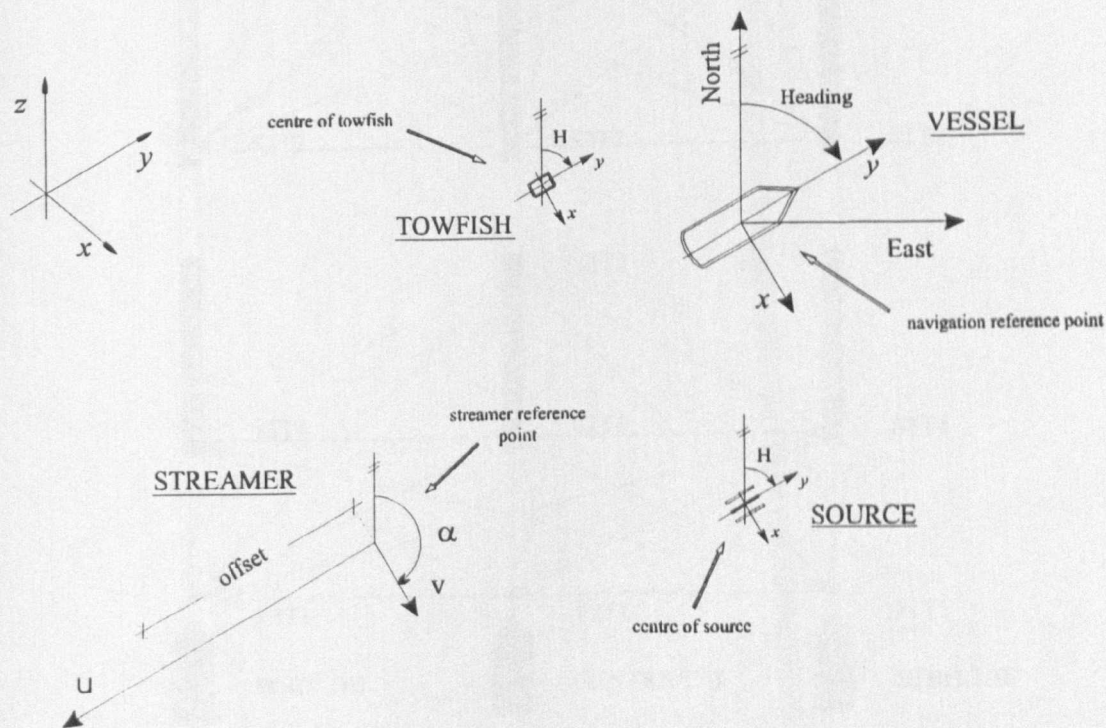 z
y
x
centre of towfish
H
y
x
TOWFISH
North
Heading
VESSEL
y
East
x
navigation reference point
streamer reference
point
STREAMER
α
offset
v
u
H
y
x
SOURCE
centre of source